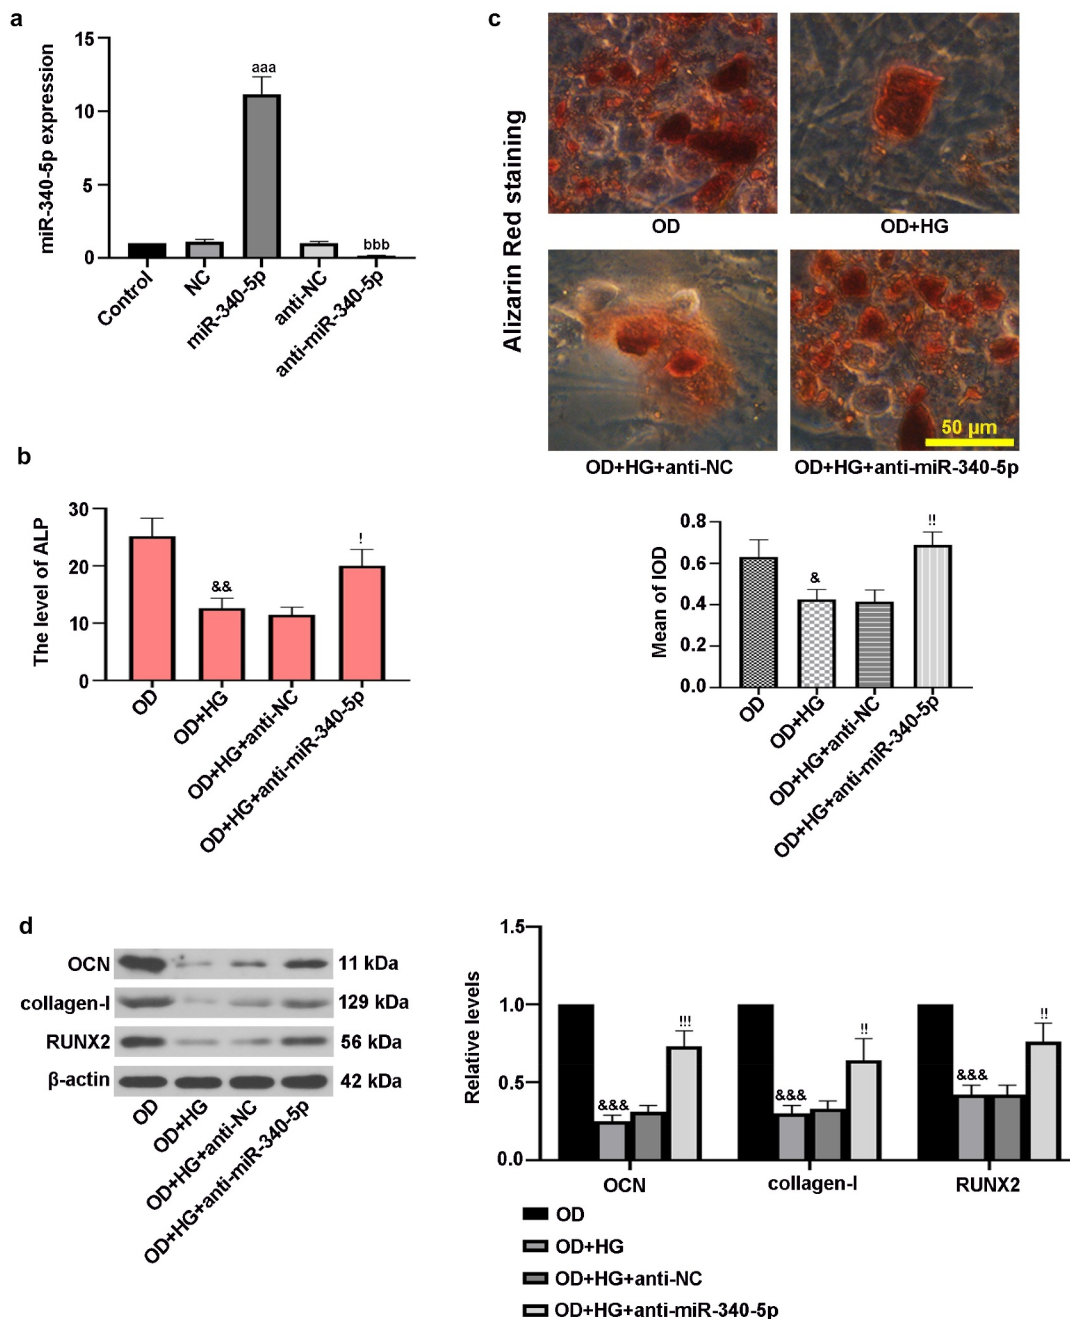 a
miR-340-5p expression
15
10
5
0
aaa
bbb
Control
NC
miR-340-5p
anti-NC
anti-miR-340-5p
b
The level of ALP
30
20
10
0
&&
!
OD
OD+HG
OD+HG+anti-NC
OD+HG+anti-miR-340-5p
c
Alizarin Red staining
OD
OD+HG
50 µm
OD+HG+anti-NC
OD+HG+anti-miR-340-5p
Mean of IOD
0.8
0.6
0.4
0.2
0.0
&
!!
OD
OD+HG
OD+HG+anti-NC
OD+HG+anti-miR-340-5p
d
OCN
11 kDa
collagen-I
129 kDa
RUNX2
56 kDa
β-actin
42 kDa
OD
OD+HG
OD+HG+anti-NC
OD+HG+anti-miR-340-5p
Relative levels
1.5
1.0
0.5
0.0
&&&
!!!
&&&
!!
&&&
!!
OCN
collagen-I
RUNX2
OD
OD+HG
OD+HG+anti-NC
OD+HG+anti-miR-340-5p